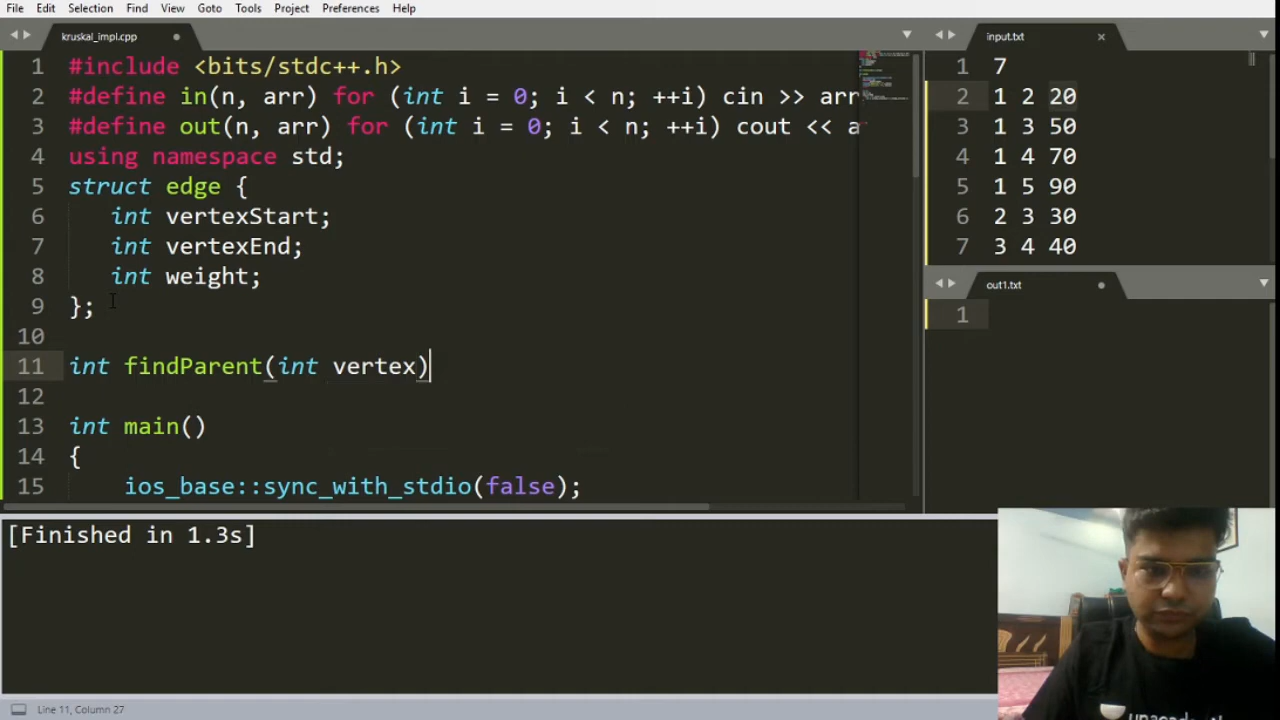 File Edit Selection Find View Goto Tools Project Preferences Help
kruskal_impl.cpp
1 #include <bits/stdc++.h>
2 #define in(n, arr) for (int i = 0; i < n; ++i) cin >> arr
3 #define out(n, arr) for (int i = 0; i < n; ++i) cout << a
4 using namespace std;
5 struct edge {
6 int vertexStart;
7 int vertexEnd;
8 int weight;
9 };
10
11 int findParent(int vertex)
12
13 int main()
14 {
15 ios_base::sync_with_stdio(false);
input.txt
1 7
2 1 2 20
3 1 3 50
4 1 4 70
5 1 5 90
6 2 3 30
7 3 4 40
out1.txt
1
[Finished in 1.3s]
Line 11, Column 27